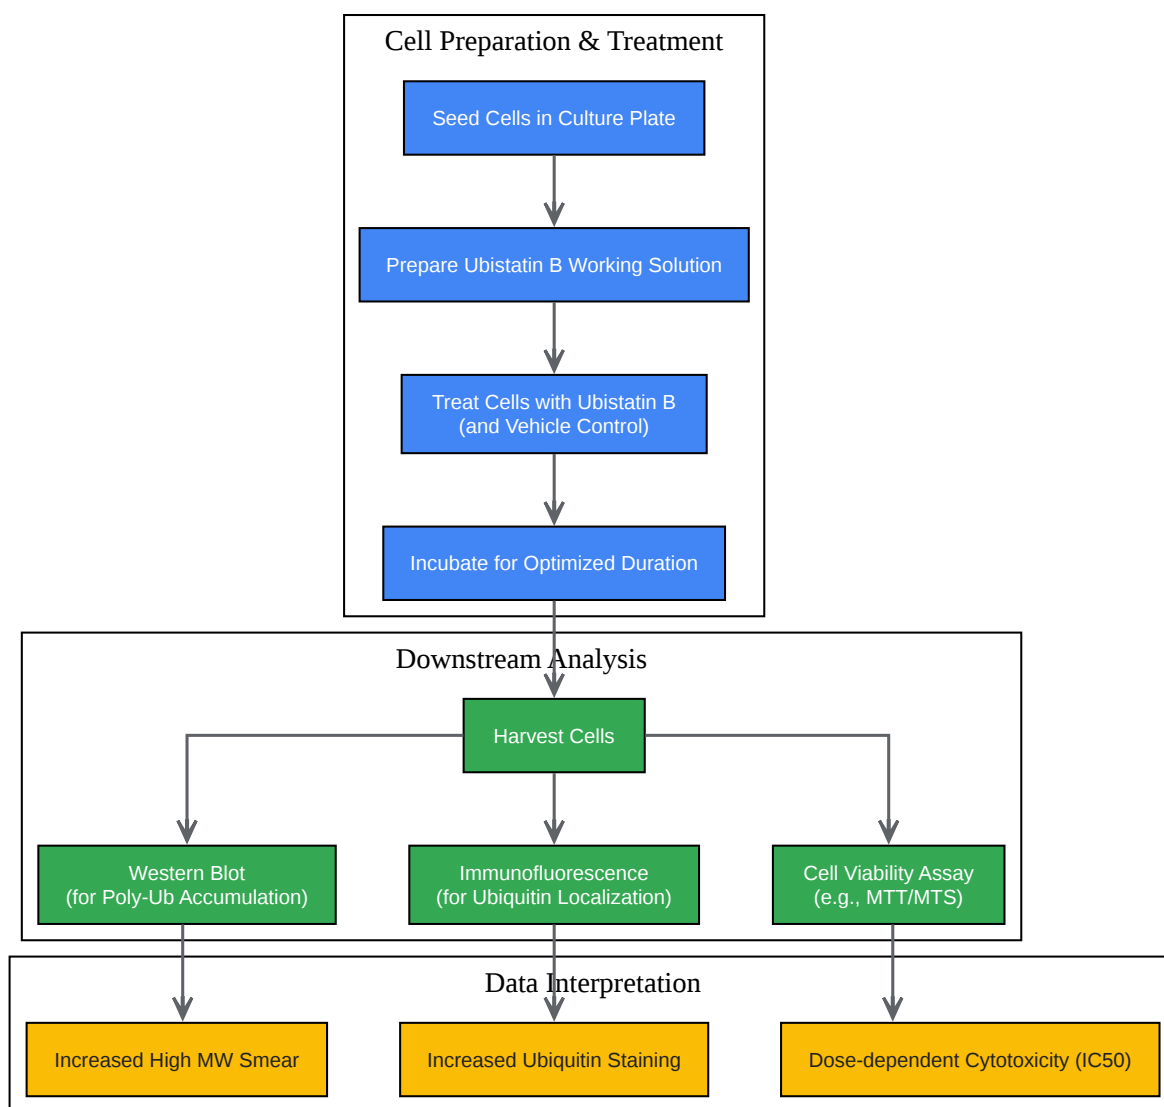 Cell Preparation & Treatment
Seed Cells in Culture Plate
Prepare Ubistatin B Working Solution
Treat Cells with Ubistatin B
(and Vehicle Control)
Incubate for Optimized Duration
Downstream Analysis
Harvest Cells
Western Blot
(for Poly-Ub Accumulation)
Immunofluorescence
(for Ubiquitin Localization)
Cell Viability Assay
(e.g., MTT/MTS)
Data Interpretation
Increased High MW Smear
Increased Ubiquitin Staining
Dose-dependent Cytotoxicity (IC50)